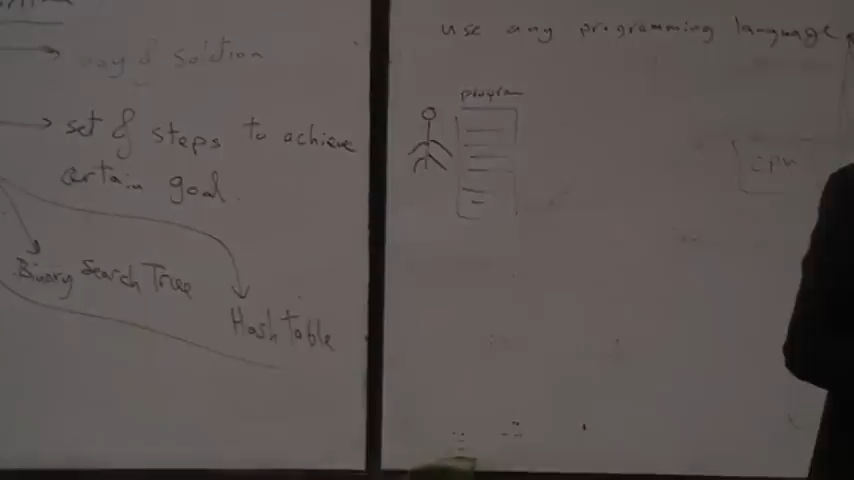 way of solution
set of steps to achieve
certain goal.
Binary Search Tree
Hash Table
use any programming language
program
CPU